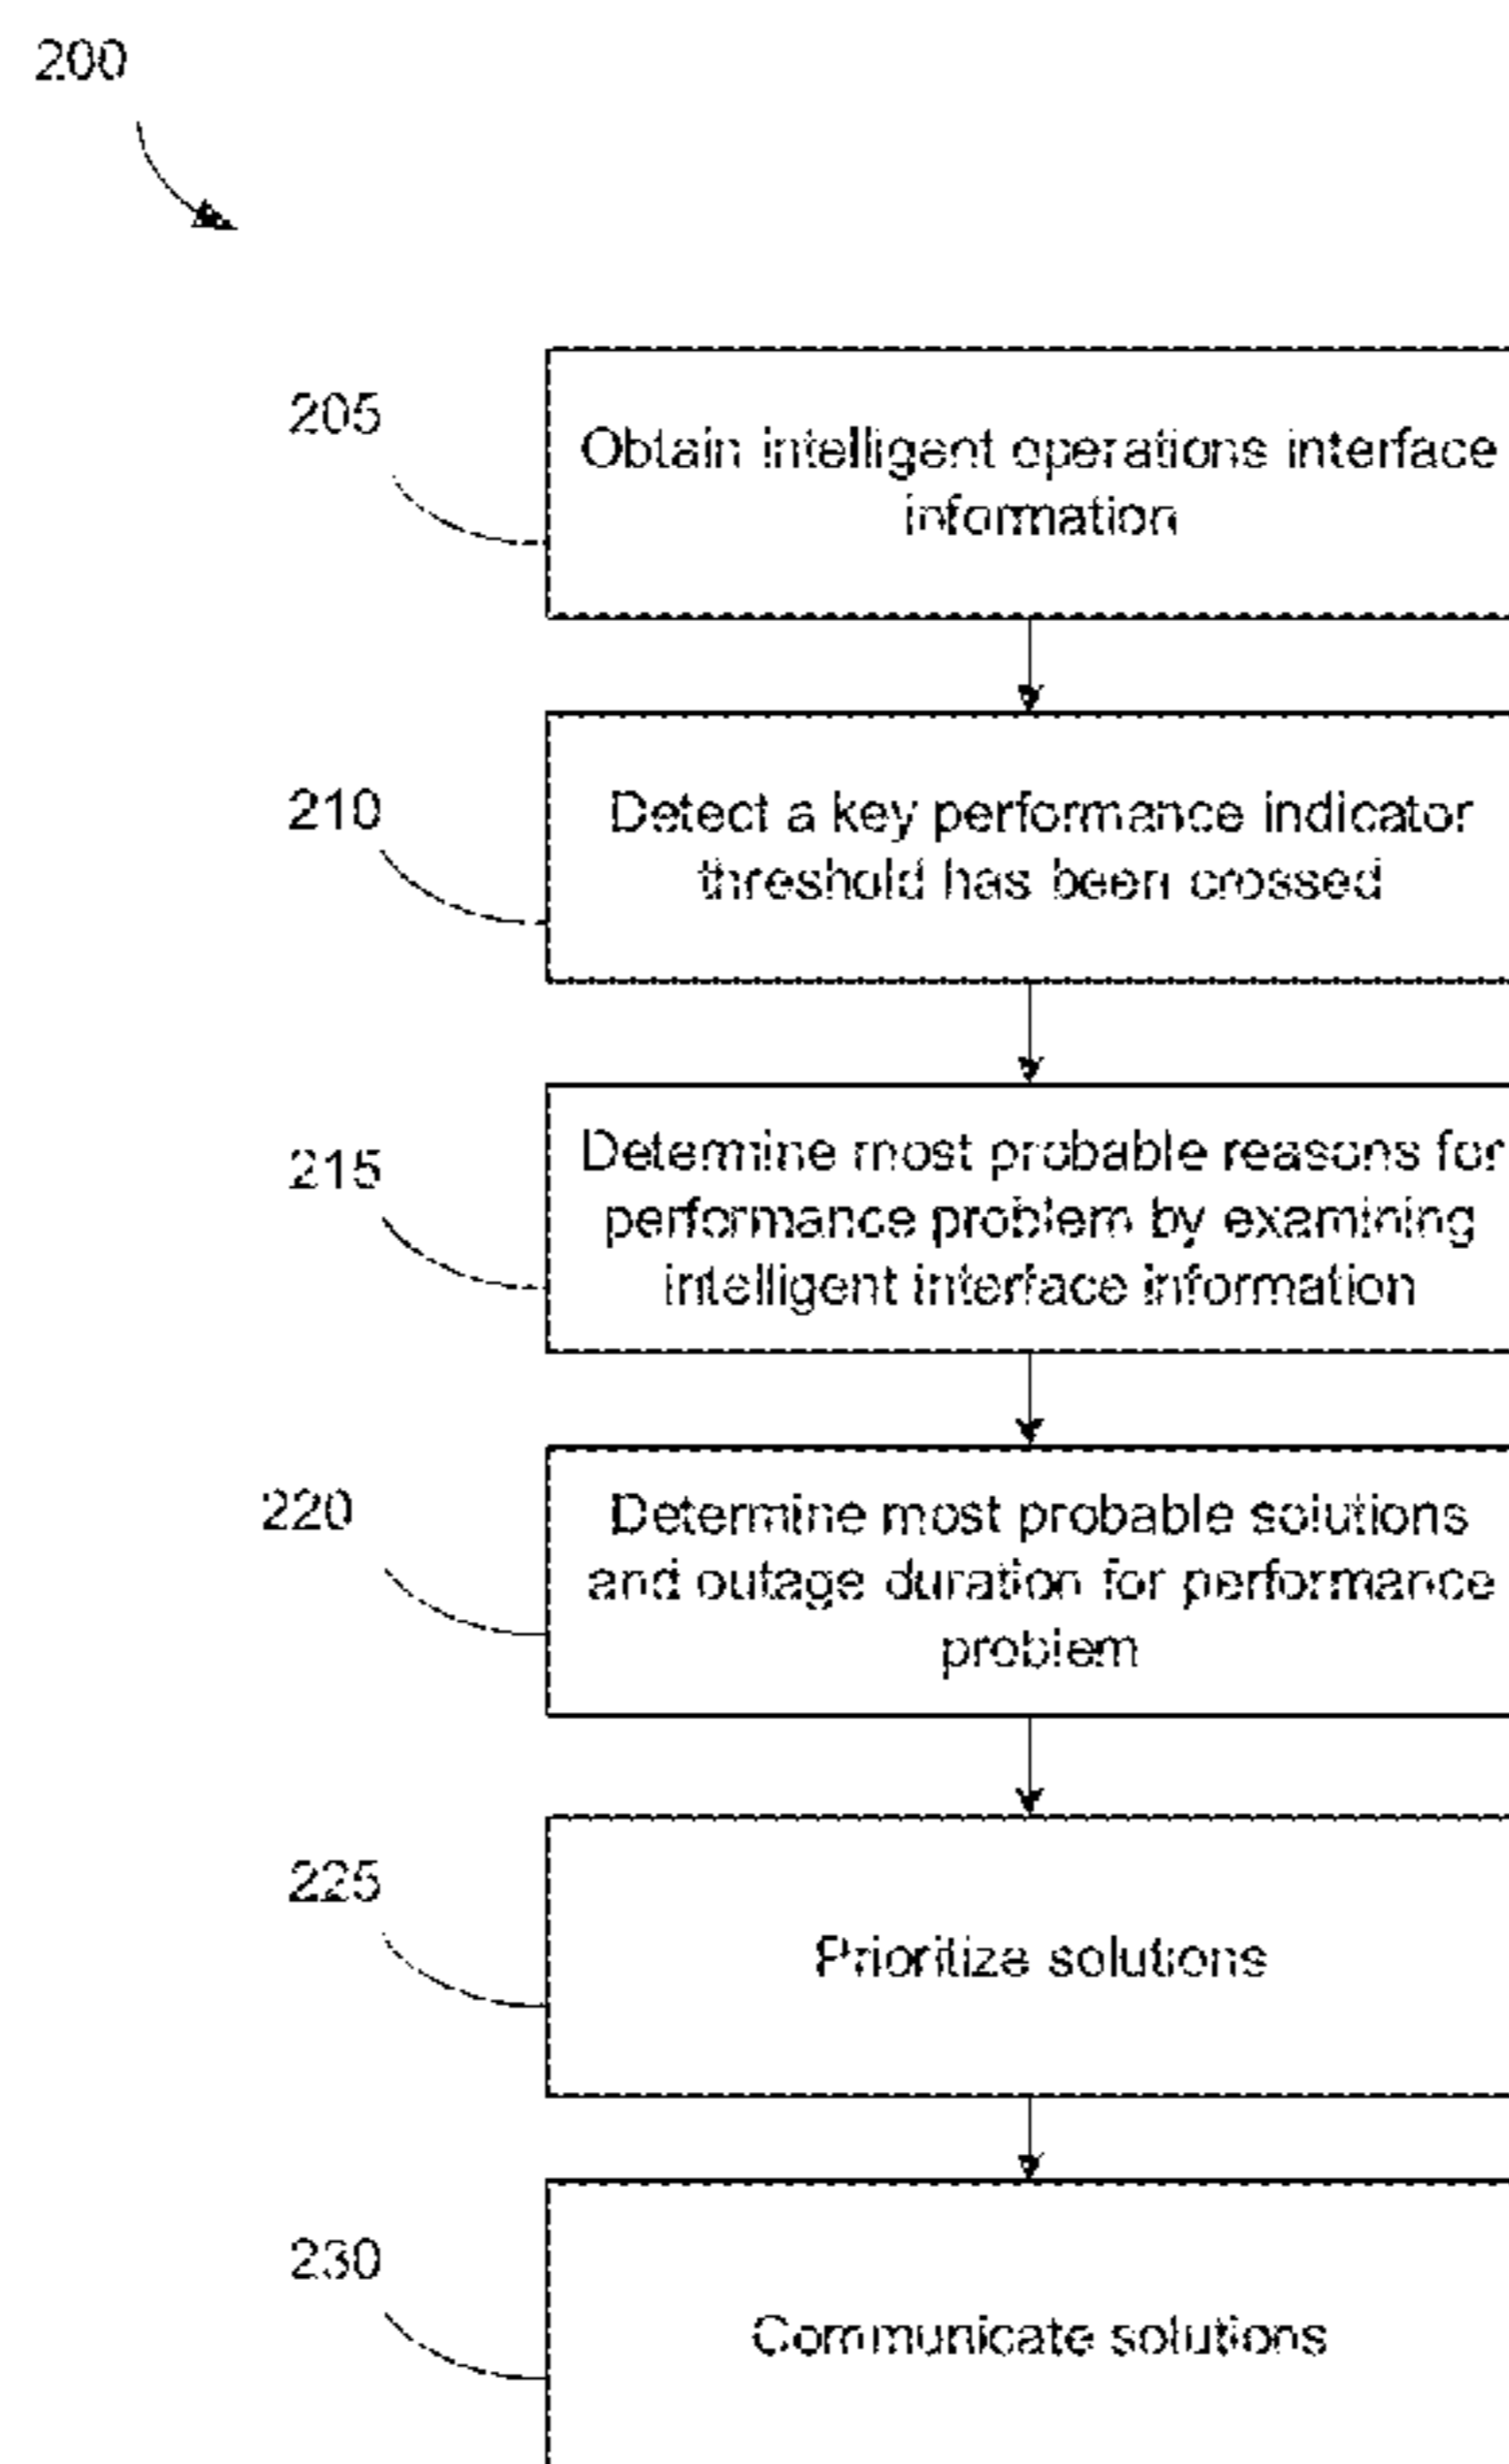 200
205
Obtain intelligent operations interface
information
210
Detect a key performance indicator
threshold has been crossed
215
Determine most probable reasons for
performance problem by examining
intelligent interface information
220
Determine most probable solutions
and outage duration for performance
problem
225
Prioritize solutions
230
Communicate solutions